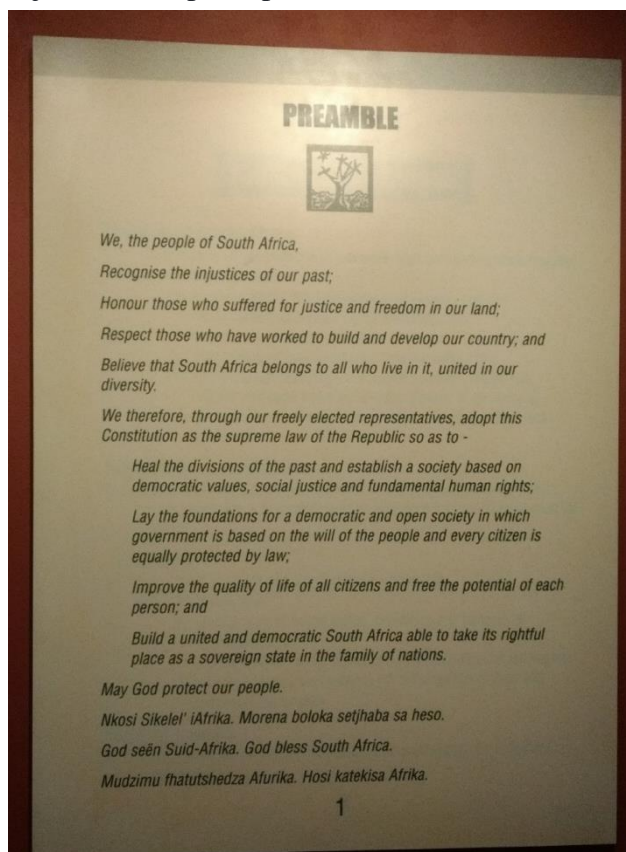 PREAMBLE
We, the people of South Africa,
Recognise the injustices of our past;
Honour those who suffered for justice and freedom in our land;
Respect those who have worked to build and develop our country; and
Believe that South Africa belongs to all who live in it, united in our
diversity.
We therefore, through our freely elected representatives, adopt this
Constitution as the supreme law of the Republic so as to -
Heal the divisions of the past and establish a society based on
democratic values, social justice and fundamental human rights;
Lay the foundations for a democratic and open society in which
government is based on the will of the people and every citizen is
equally protected by law;
Improve the quality of life of all citizens and free the potential of each
person; and
Build a united and democratic South Africa able to take its rightful
place as a sovereign state in the family of nations.
May God protect our people.
Nkosi Sikelel' iAfrika. Morena boloka setjhaba sa heso.
God seën Suid-Afrika. God bless South Africa.
Mudzimu fhatutshedza Afurika. Hosi katekisa Afrika.
1